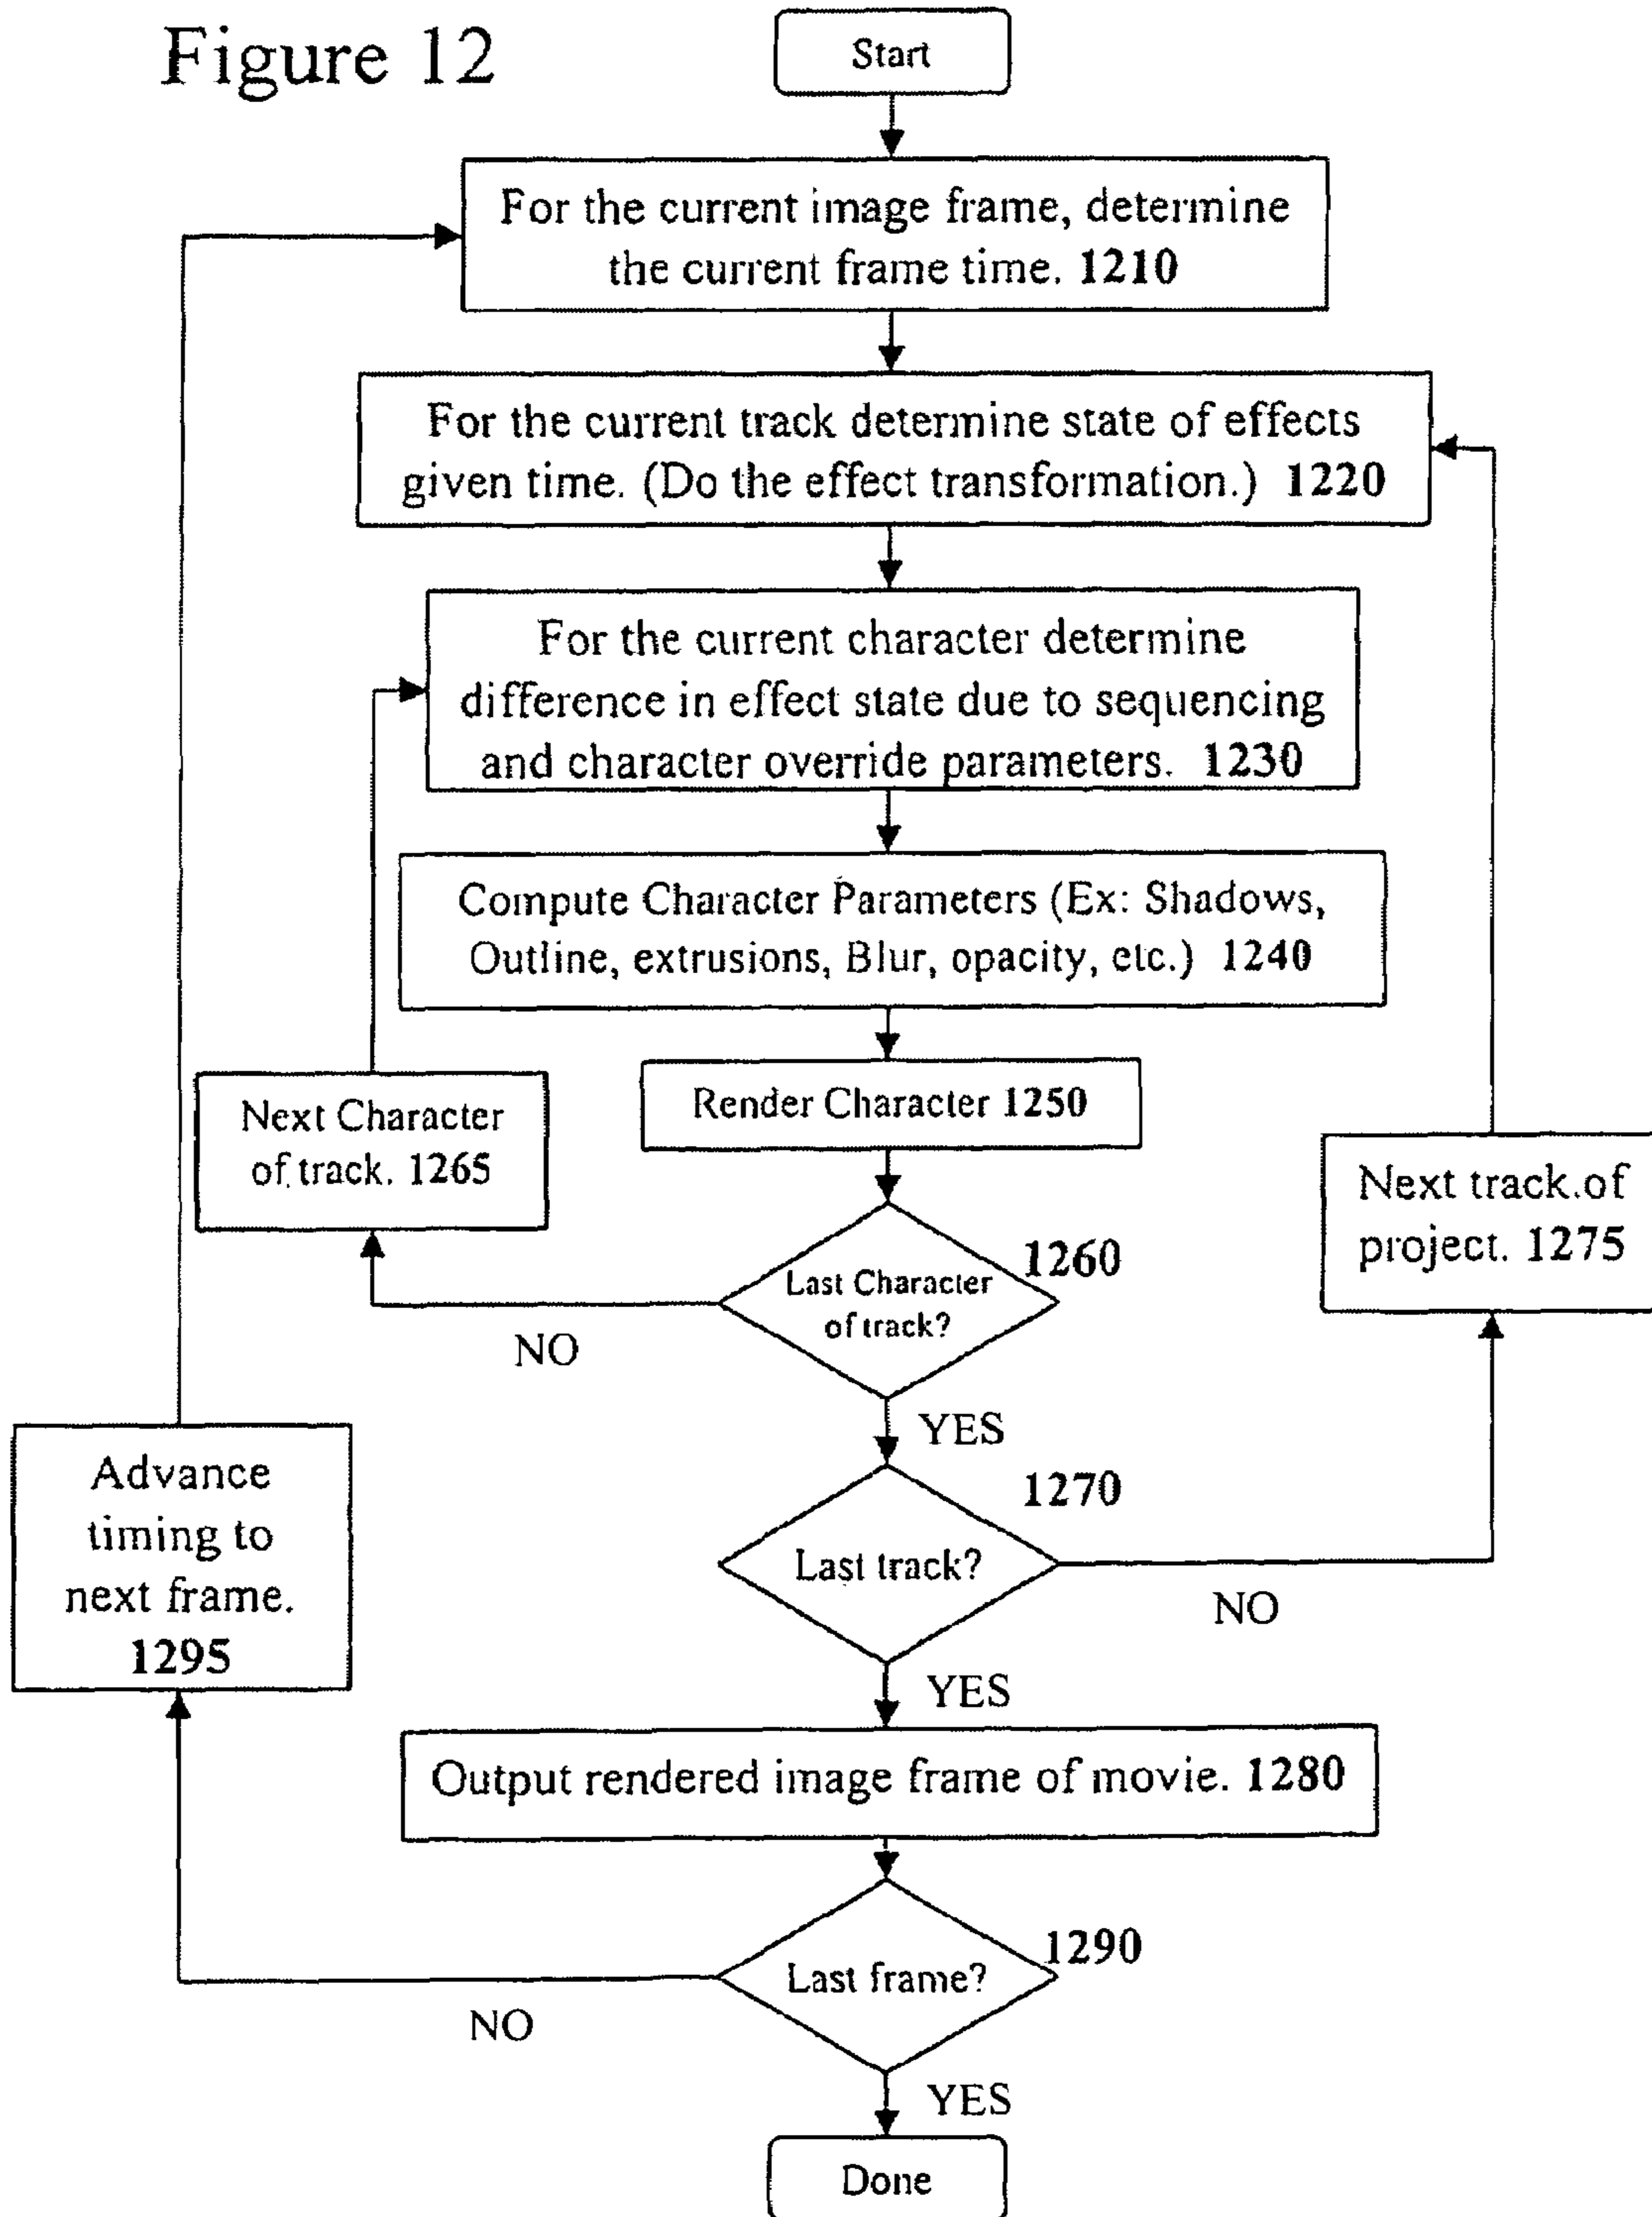 Figure 12
Start
For the current image frame, determine
the current frame time. 1210
For the current track determine state of effects
given time. (Do the effect transformation.) 1220
For the current character determine
difference in effect state due to sequencing
and character override parameters. 1230
Compute Character Parameters (Ex: Shadows,
Outline, extrusions, Blur, opacity, etc.) 1240
Render Character 1250
Next Character
of track. 1265
Next track of
project. 1275
1260
Last Character
of track?
NO
YES
1270
Last track?
NO
YES
Advance
timing to
next frame.
1295
Output rendered image frame of movie. 1280
1290
Last frame?
NO
YES
Done